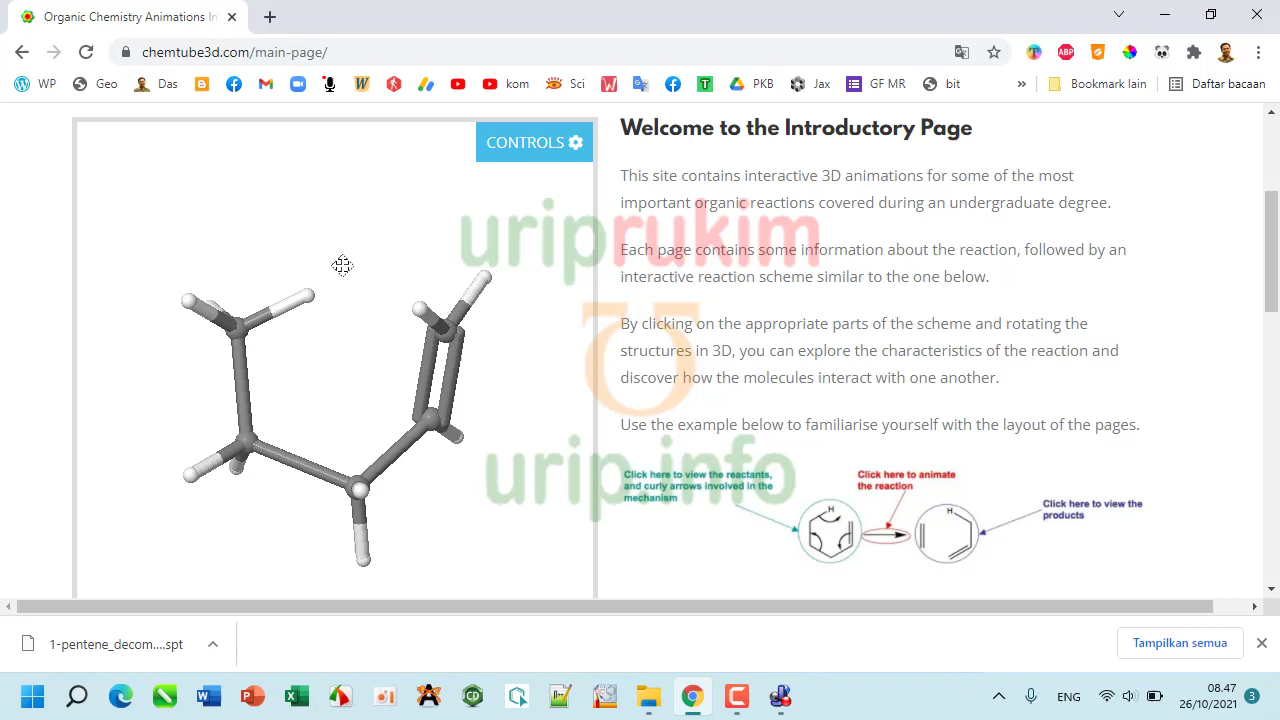 Organic Chemistry Animations In
chemtube3d.com/main-page/
WP
Geo
Das
kom
Sci
PKB
Jax
GF MR
bit
»
Bookmark lain
Daftar bacaan
CONTROLS
Welcome to the Introductory Page
This site contains interactive 3D animations for some of the most
important organic reactions covered during an undergraduate degree.
Each page contains some information about the reaction, followed by an
interactive reaction scheme similar to the one below.
By clicking on the appropriate parts of the scheme and rotating the
structures in 3D, you can explore the characteristics of the reaction and
discover how the molecules interact with one another.
Use the example below to familiarise yourself with the layout of the pages.
Click here to view the reactants,
and curly arrows involved in the
mechanism
Click here to animate
the reaction
Click here to view the
products
H
H
uriprukim
urip.info
1-pentene_decom....spt
Tampilkan semua
ENG
08.47
26/10/2021
3